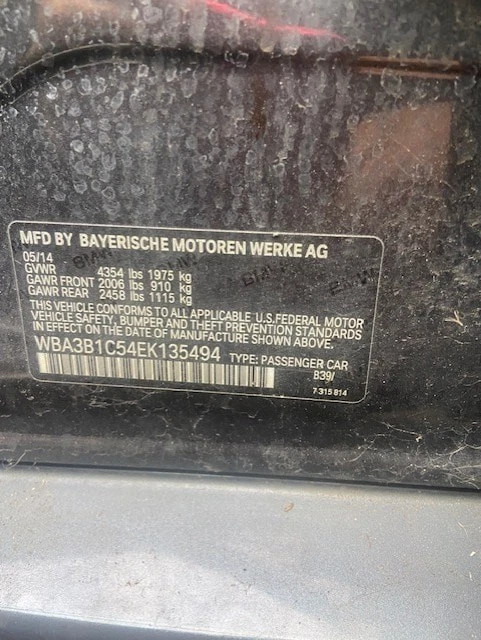 MFD BY BAYERISCHE MOTOREN WERKE AG
05/14
GVWR 4354 lbs 1975 kg
GAWR FRONT 2006 lbs 910 kg
GAWR REAR 2458 lbs 1115 kg
THIS VEHICLE CONFORMS TO ALL APPLICABLE U.S.FEDERAL MOTOR
VEHICLE SAFETY, BUMPER AND THEFT PREVENTION STANDARDS
IN EFFECT ON THE DATE OF MANUFACTURE SHOWN ABOVE.
WBA3B1C54EK135494 TYPE: PASSENGER CAR
B39/
7 315 814